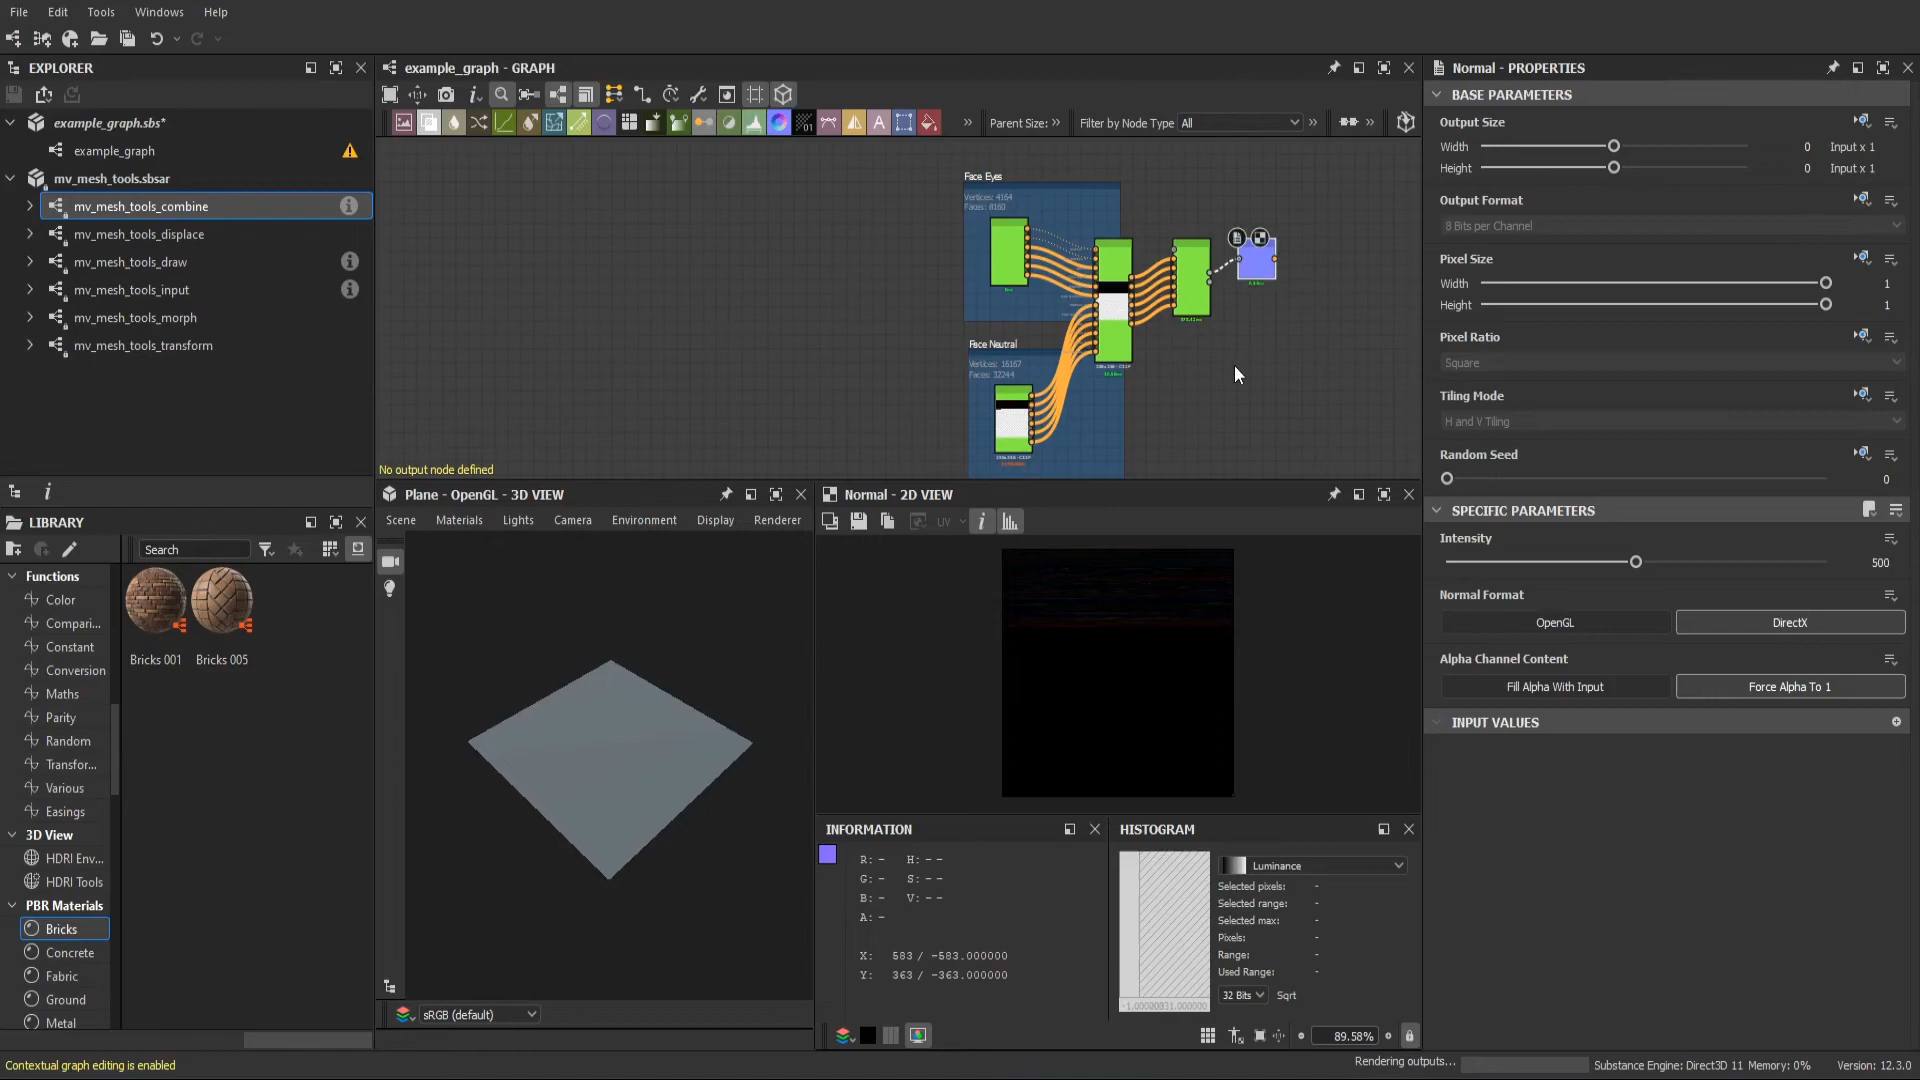 File Edit Tools Windows Help
EXPLORER
example_graph.sbs*
example_graph
mv_mesh_tools.sbsar
mv_mesh_tools_combine
mv_mesh_tools_displace
mv_mesh_tools_draw
mv_mesh_tools_input
mv_mesh_tools_morph
mv_mesh_tools_transform
example_graph - GRAPH
Parent Size:
Filter by Node Type All
Face Eyes
Vertices: 4164
Faces: 8160
Face Neutral
Vertices: 16167
Faces: 32244
No output node defined
LIBRARY
Search
Functions
Color
Compari...
Constant
Conversion
Maths
Parity
Random
Transfor...
Various
Easings
3D View
HDRI Env...
HDRI Tools
PBR Materials
Bricks
Concrete
Fabric
Ground
Metal
Bricks 001
Bricks 005
Plane - OpenGL - 3D VIEW
Scene Materials Lights Camera Environment Display Renderer
sRGB (default)
Normal - 2D VIEW
UV
INFORMATION
R: - H: - -
G: - S: - -
B: - V: - -
A: -
X: 583 / -583.000000
Y: 363 / -363.000000
HISTOGRAM
Luminance
Selected pixels: -
Selected range: -
Selected max: -
Pixels: -
Range: -
Used Range: -
32 Bits Sqrt
89.58%
Normal - PROPERTIES
BASE PARAMETERS
Output Size
Width 0 Input x 1
Height 0 Input x 1
Output Format
8 Bits per Channel
Pixel Size
Width 1
Height 1
Pixel Ratio
Square
Tiling Mode
H and V Tiling
Random Seed
0
SPECIFIC PARAMETERS
Intensity
500
Normal Format
OpenGL DirectX
Alpha Channel Content
Fill Alpha With Input Force Alpha To 1
INPUT VALUES
Contextual graph editing is enabled
Rendering outputs...
Substance Engine: Direct3D 11 Memory: 0%
Version: 12.3.0